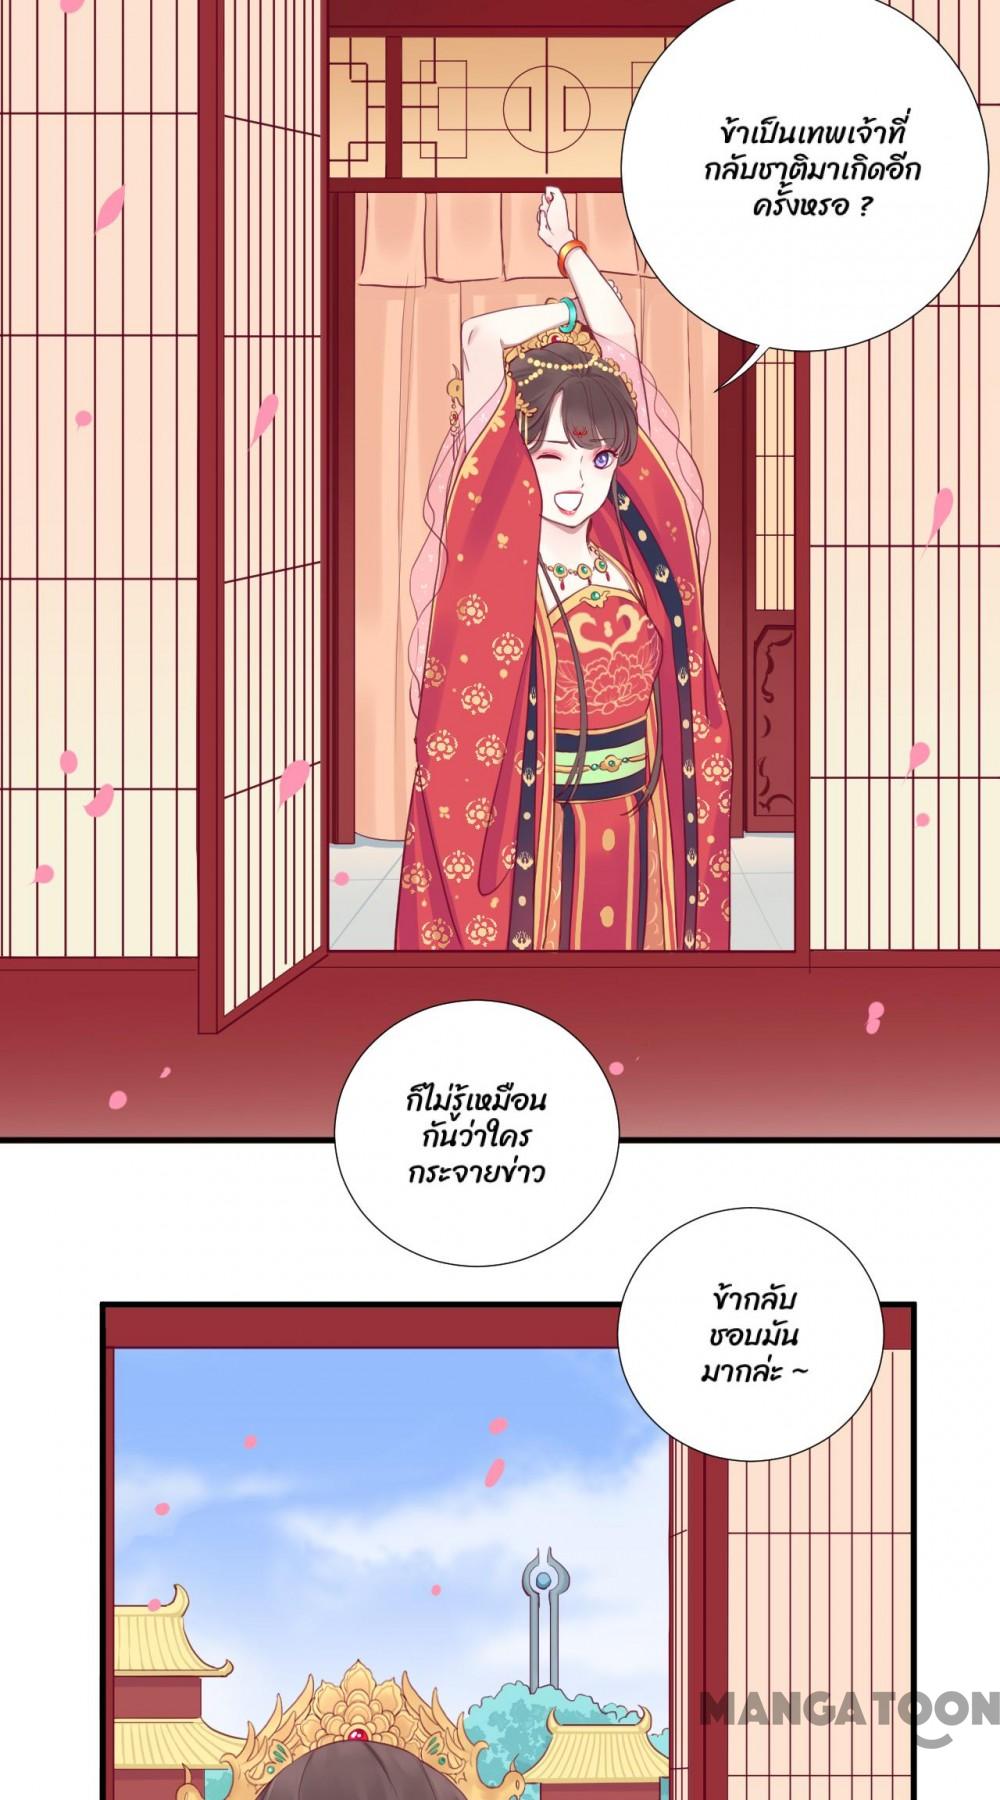 ข้าเป็นเทพเจ้าที่
กลับชาติมาเกิดอีก
ครั้งหรอ ?
ก็ไม่รู้เหมือน
กันว่าใคร
กระจายข่าว
ข้ากลับ
ชอบมัน
มากล่ะ ~
MANGATOON